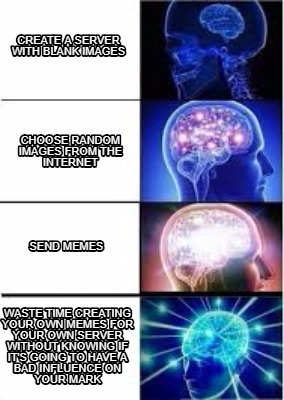 CREATE A SERVER
WITH BLANK IMAGES
CHOOSE RANDOM
IMAGES FROM THE
INTERNET
SEND MEMES
WASTE TIME CREATING
YOUR OWN MEMES FOR
YOUR OWN SERVER
WITHOUT KNOWING IF
IT'S GOING TO HAVE A
BAD INFLUENCE ON
YOUR MARK